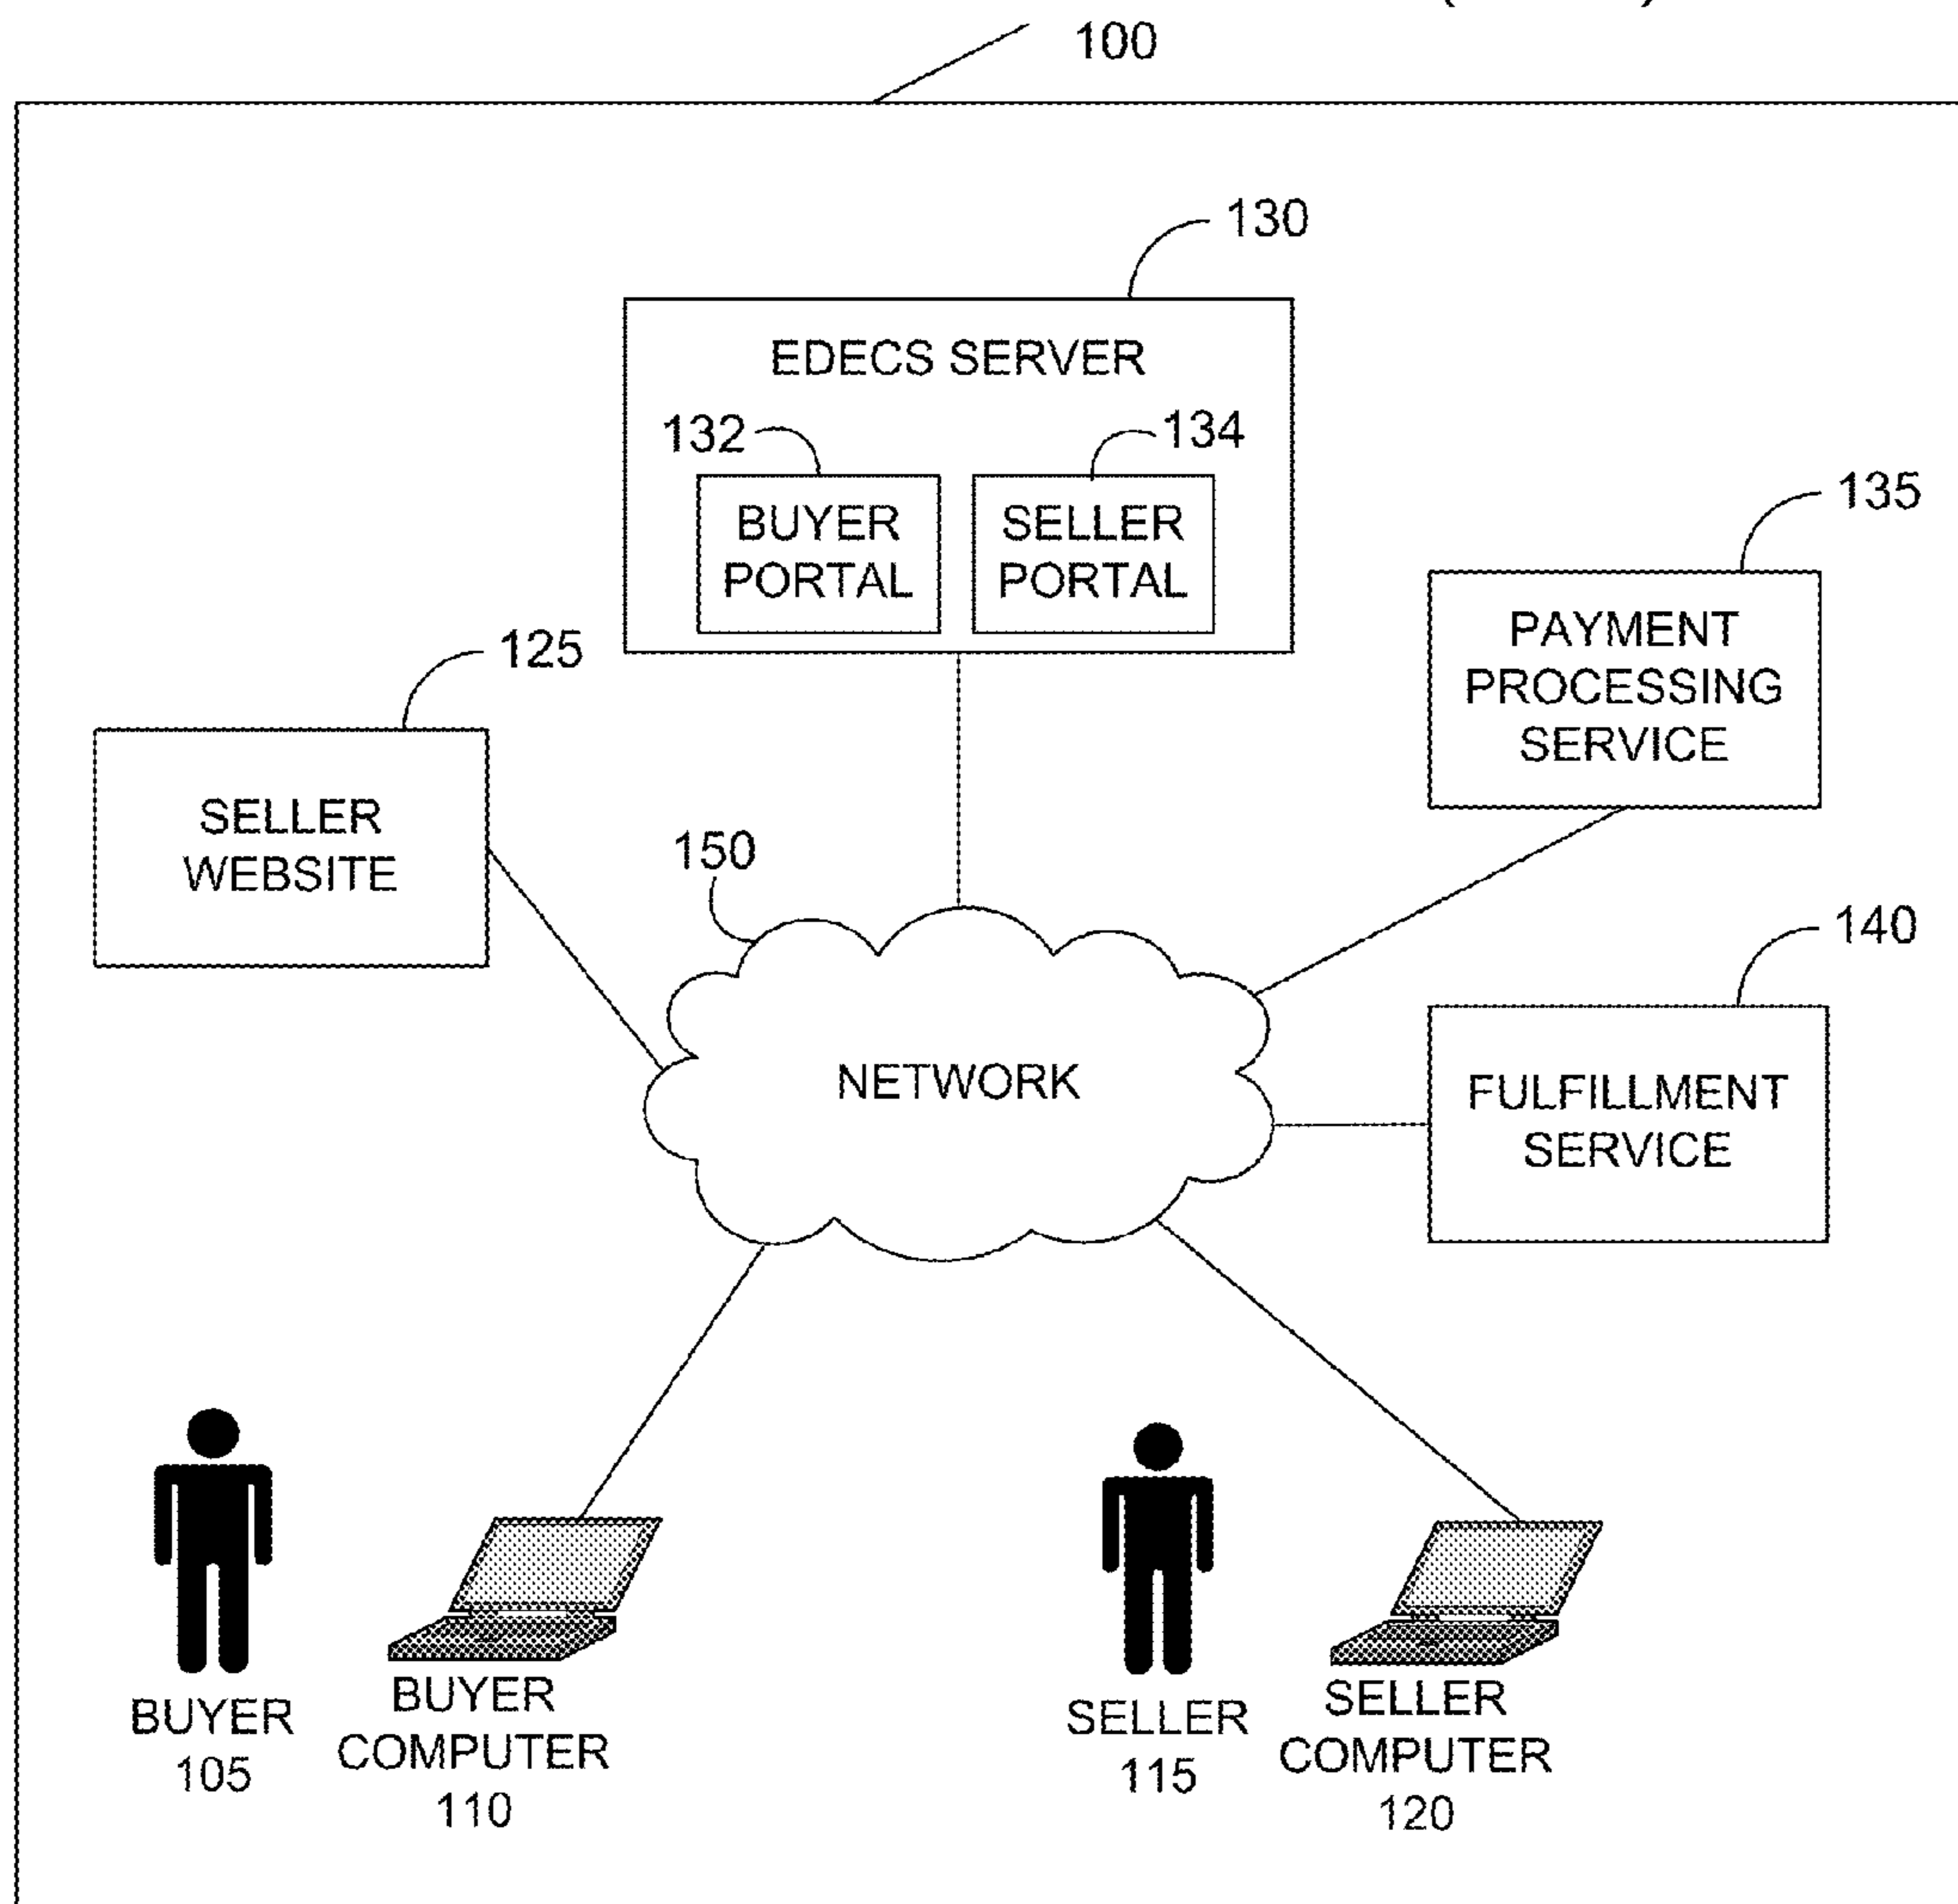 100
130
EDECS SERVER
132
134
BUYER
PORTAL
SELLER
PORTAL
135
PAYMENT
PROCESSING
SERVICE
125
SELLER
WEBSITE
150
NETWORK
140
FULFILLMENT
SERVICE
BUYER
105
BUYER
COMPUTER
110
SELLER
115
SELLER
COMPUTER
120